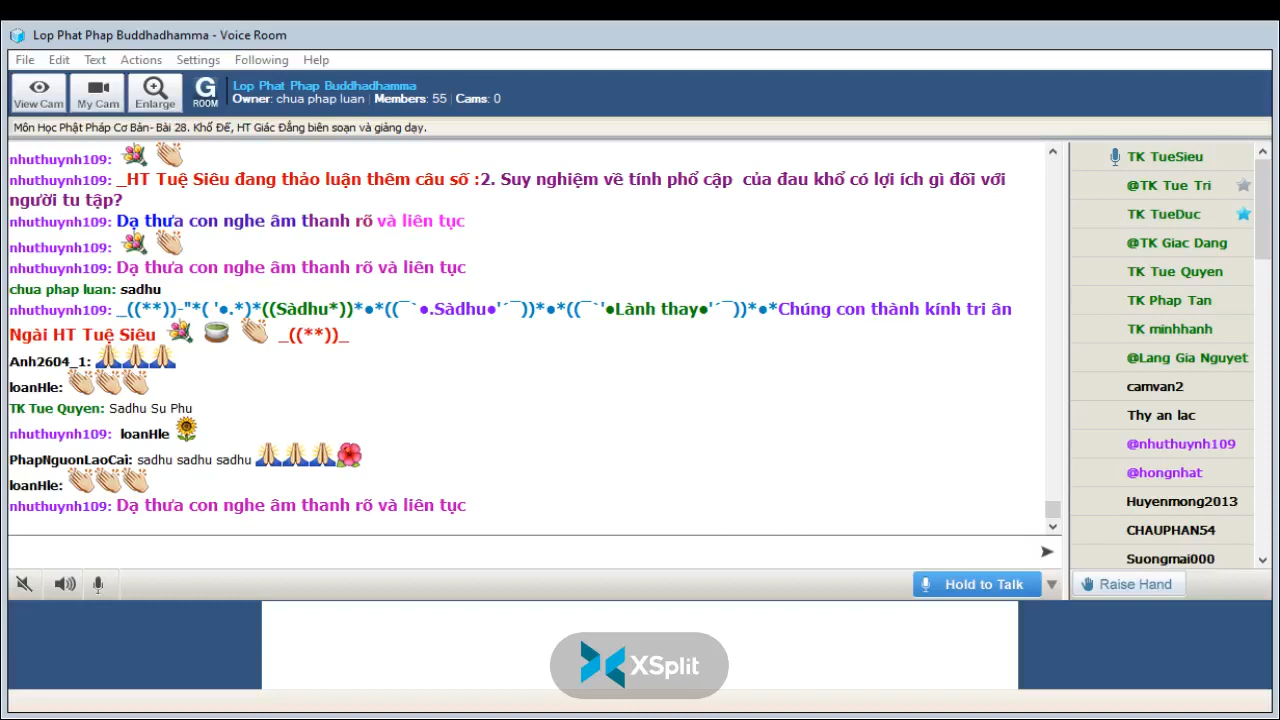 Lop Phat Phap Buddhadhamma - Voice Room
File Edit Text Actions Settings Following Help
View Cam My Cam Enlarge G ROOM
Lop Phat Phap Buddhadhamma
Owner: chua phap luan | Members: 55 | Cams: 0
Môn Học Phật Pháp Cơ Bản- Bài 28. Khổ Đế, HT Giác Đẳng biên soạn và giảng dạy.
nhuthuynh109:
nhuthuynh109: _HT Tuệ Siêu đang thảo luận thêm câu số :2. Suy nghiệm về tính phổ cập của đau khổ có lợi ích gì đối với
người tu tập?
nhuthuynh109: Dạ thưa con nghe âm thanh rõ và liên tục
nhuthuynh109:
nhuthuynh109: Dạ thưa con nghe âm thanh rõ và liên tục
chua phap luan: sadhu
nhuthuynh109: _((**))-"*( '●.*)*((Sàdhu*))*●*((¯`●.Sàdhu●'´¯))*●*((¯`'●Lành thay●'´¯))*●*Chúng con thành kính tri ân
Ngài HT Tuệ Siêu _((**))_
Anh2604_1:
loanHle:
TK Tue Quyen: Sadhu Su Phu
nhuthuynh109: loanHle
PhapNguonLaoCai: sadhu sadhu sadhu
loanHle:
nhuthuynh109: Dạ thưa con nghe âm thanh rõ và liên tục
Hold to Talk
TK TueSieu
@TK Tue Tri
TK TueDuc
@TK Giac Dang
TK Tue Quyen
TK Phap Tan
TK minhhanh
@Lang Gia Nguyet
camvan2
Thy an lac
@nhuthuynh109
@hongnhat
Huyenmong2013
CHAUPHAN54
Suongmai000
Raise Hand
XSplit